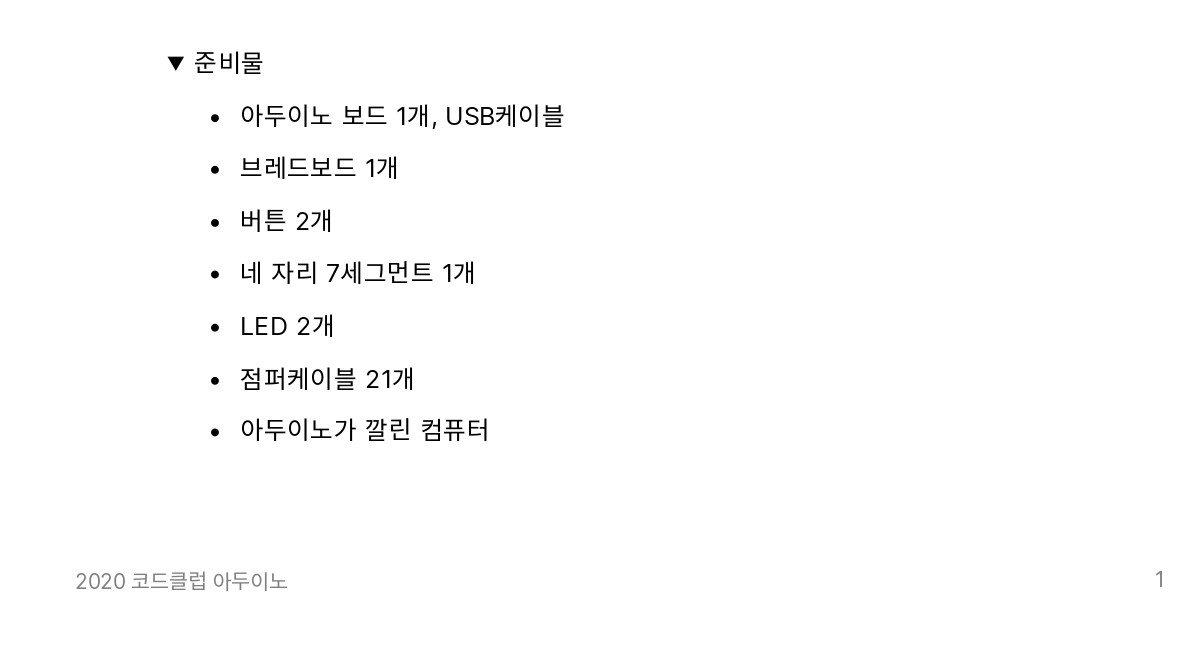 ▼ 준비물
• 아두이노 보드 1개, USB케이블
• 브레드보드 1개
• 버튼 2개
• 네 자리 7세그먼트 1개
• LED 2개
• 점퍼케이블 21개
• 아두이노가 깔린 컴퓨터
2020 코드클럽 아두이노
1